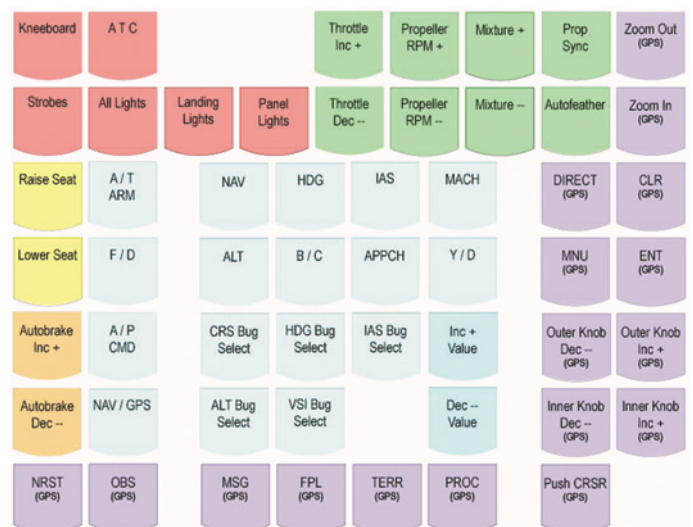 Kneeboard
A T C
Throttle
Inc +
Propeller
RPM +
Mixture +
Prop
Sync
Zoom Out
(GPS)
Strobes
All Lights
Landing
Lights
Panel
Lights
Throttle
Dec --
Propeller
RPM --
Mixture --
Autofeather
Zoom In
(GPS)
Raise Seat
A / T
ARM
NAV
HDG
IAS
MACH
DIRECT
(GPS)
CLR
(GPS)
Lower Seat
F / D
ALT
B / C
APPCH
Y / D
MNU
(GPS)
ENT
(GPS)
Autobrake
Inc +
A / P
CMD
CRS Bug
Select
HDG Bug
Select
IAS Bug
Select
Inc +
Value
Outer Knob
Dec --
(GPS)
Outer Knob
Inc +
(GPS)
Autobrake
Dec --
NAV / GPS
ALT Bug
Select
VSI Bug
Select
Dec --
Value
Inner Knob
Dec --
(GPS)
Inner Knob
Inc +
(GPS)
NRST
(GPS)
OBS
(GPS)
MSG
(GPS)
FPL
(GPS)
TERR
(GPS)
PROC
(GPS)
Push CRSR
(GPS)